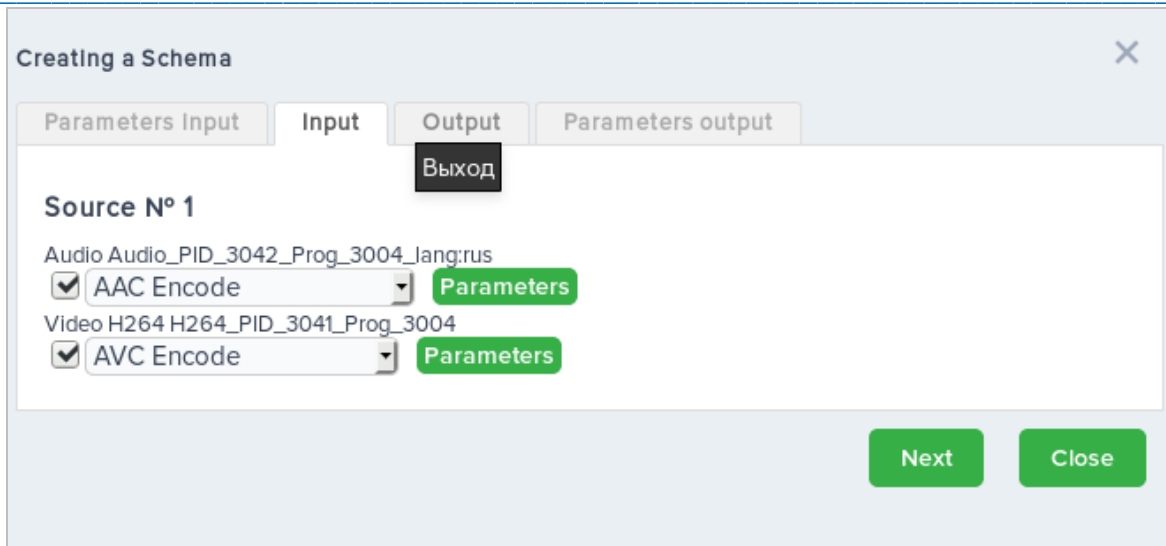 Creating a Schema
Parameters Input Input Output Parameters output
Выход
Source Nº 1
Audio Audio_PID_3042_Prog_3004_lang:rus
AAC Encode Parameters
Video H264 H264_PID_3041_Prog_3004
AVC Encode Parameters
Next Close